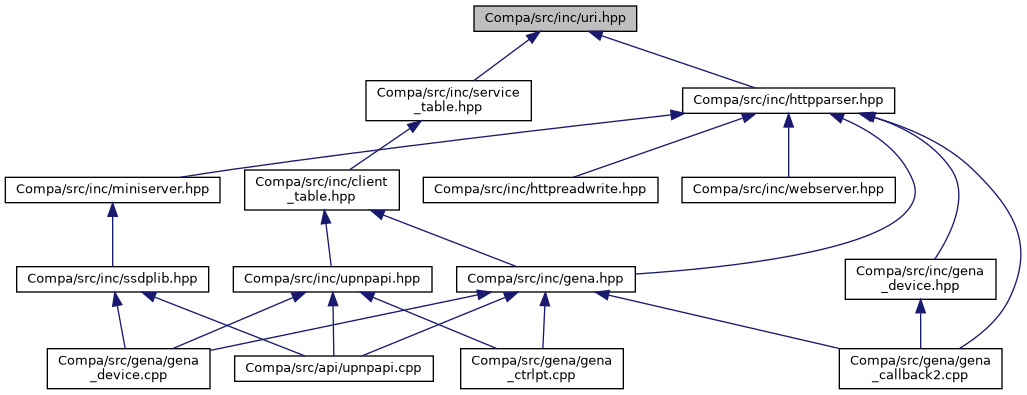 Compa/src/inc/uri.hpp
Compa/src/inc/service
_table.hpp
Compa/src/inc/httpparser.hpp
Compa/src/inc/miniserver.hpp
Compa/src/inc/client
_table.hpp
Compa/src/inc/httpreadwrite.hpp
Compa/src/inc/webserver.hpp
Compa/src/inc/ssdplib.hpp
Compa/src/inc/upnpapi.hpp
Compa/src/inc/gena.hpp
Compa/src/inc/gena
_device.hpp
Compa/src/gena/gena
_device.cpp
Compa/src/api/upnpapi.cpp
Compa/src/gena/gena
_ctrlpt.cpp
Compa/src/gena/gena
_callback2.cpp